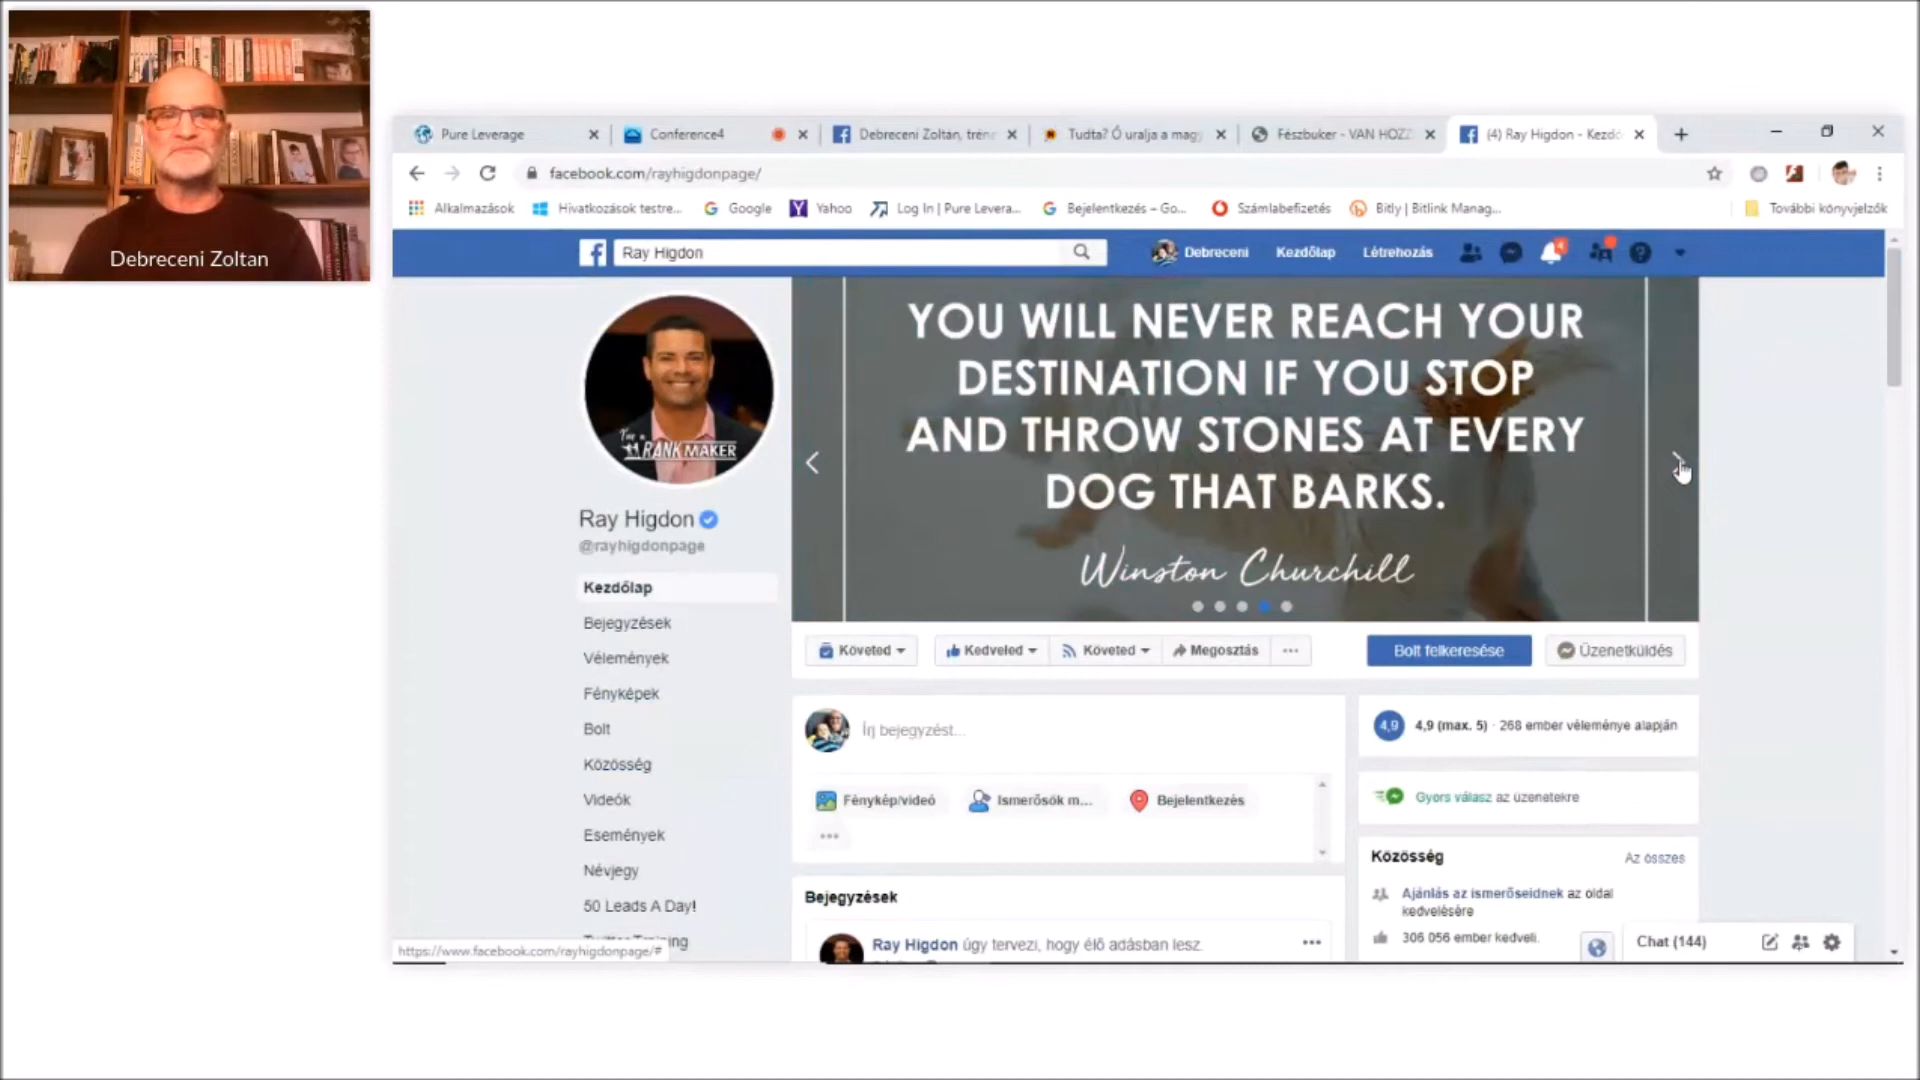 Debreceni Zoltan
Pure Leverage
Conference4
Debreceni Zoltán, tréne
Tudta? Ő uralja a mag
Fészbuker - VAN HOZZ
(4) Ray Higdon - Kezdő
facebook.com/rayhigdonpage/
Alkalmazások
Hivatkozások testre...
Google
Yahoo
Log In | Pure Levera...
Bejelentkezés – Go...
Számlabefizetés
Bitly | Bitlink Manag...
További könyvjelzők
Ray Higdon
Debreceni
Kezdőlap
Létrehozás
4
The
RANKMAKER
YOU WILL NEVER REACH YOUR
DESTINATION IF YOU STOP
AND THROW STONES AT EVERY
DOG THAT BARKS.
Winston Churchill
Ray Higdon
@rayhigdonpage
Kezdőlap
Bejegyzések
Vélemények
Fényképek
Bolt
Közösség
Videók
Események
Névjegy
50 Leads A Day!
Követed
Kedveled
Követed
Megosztás
...
Bolt felkeresése
Üzenetküldés
Írj bejegyzést...
Fénykép/videó
Ismerősök m...
Bejelentkezés
...
Bejegyzések
Ray Higdon úgy tervezi, hogy élő adásban lesz.
4,9
4,9 (max. 5) · 268 ember véleménye alapján
Gyors válasz az üzenetekre
Közösség
Az összes
Ajánlás az ismerőseidnek az oldal
kedvelésére
306 056 ember kedveli.
Chat (144)
https://www.facebook.com/rayhigdonpage/#